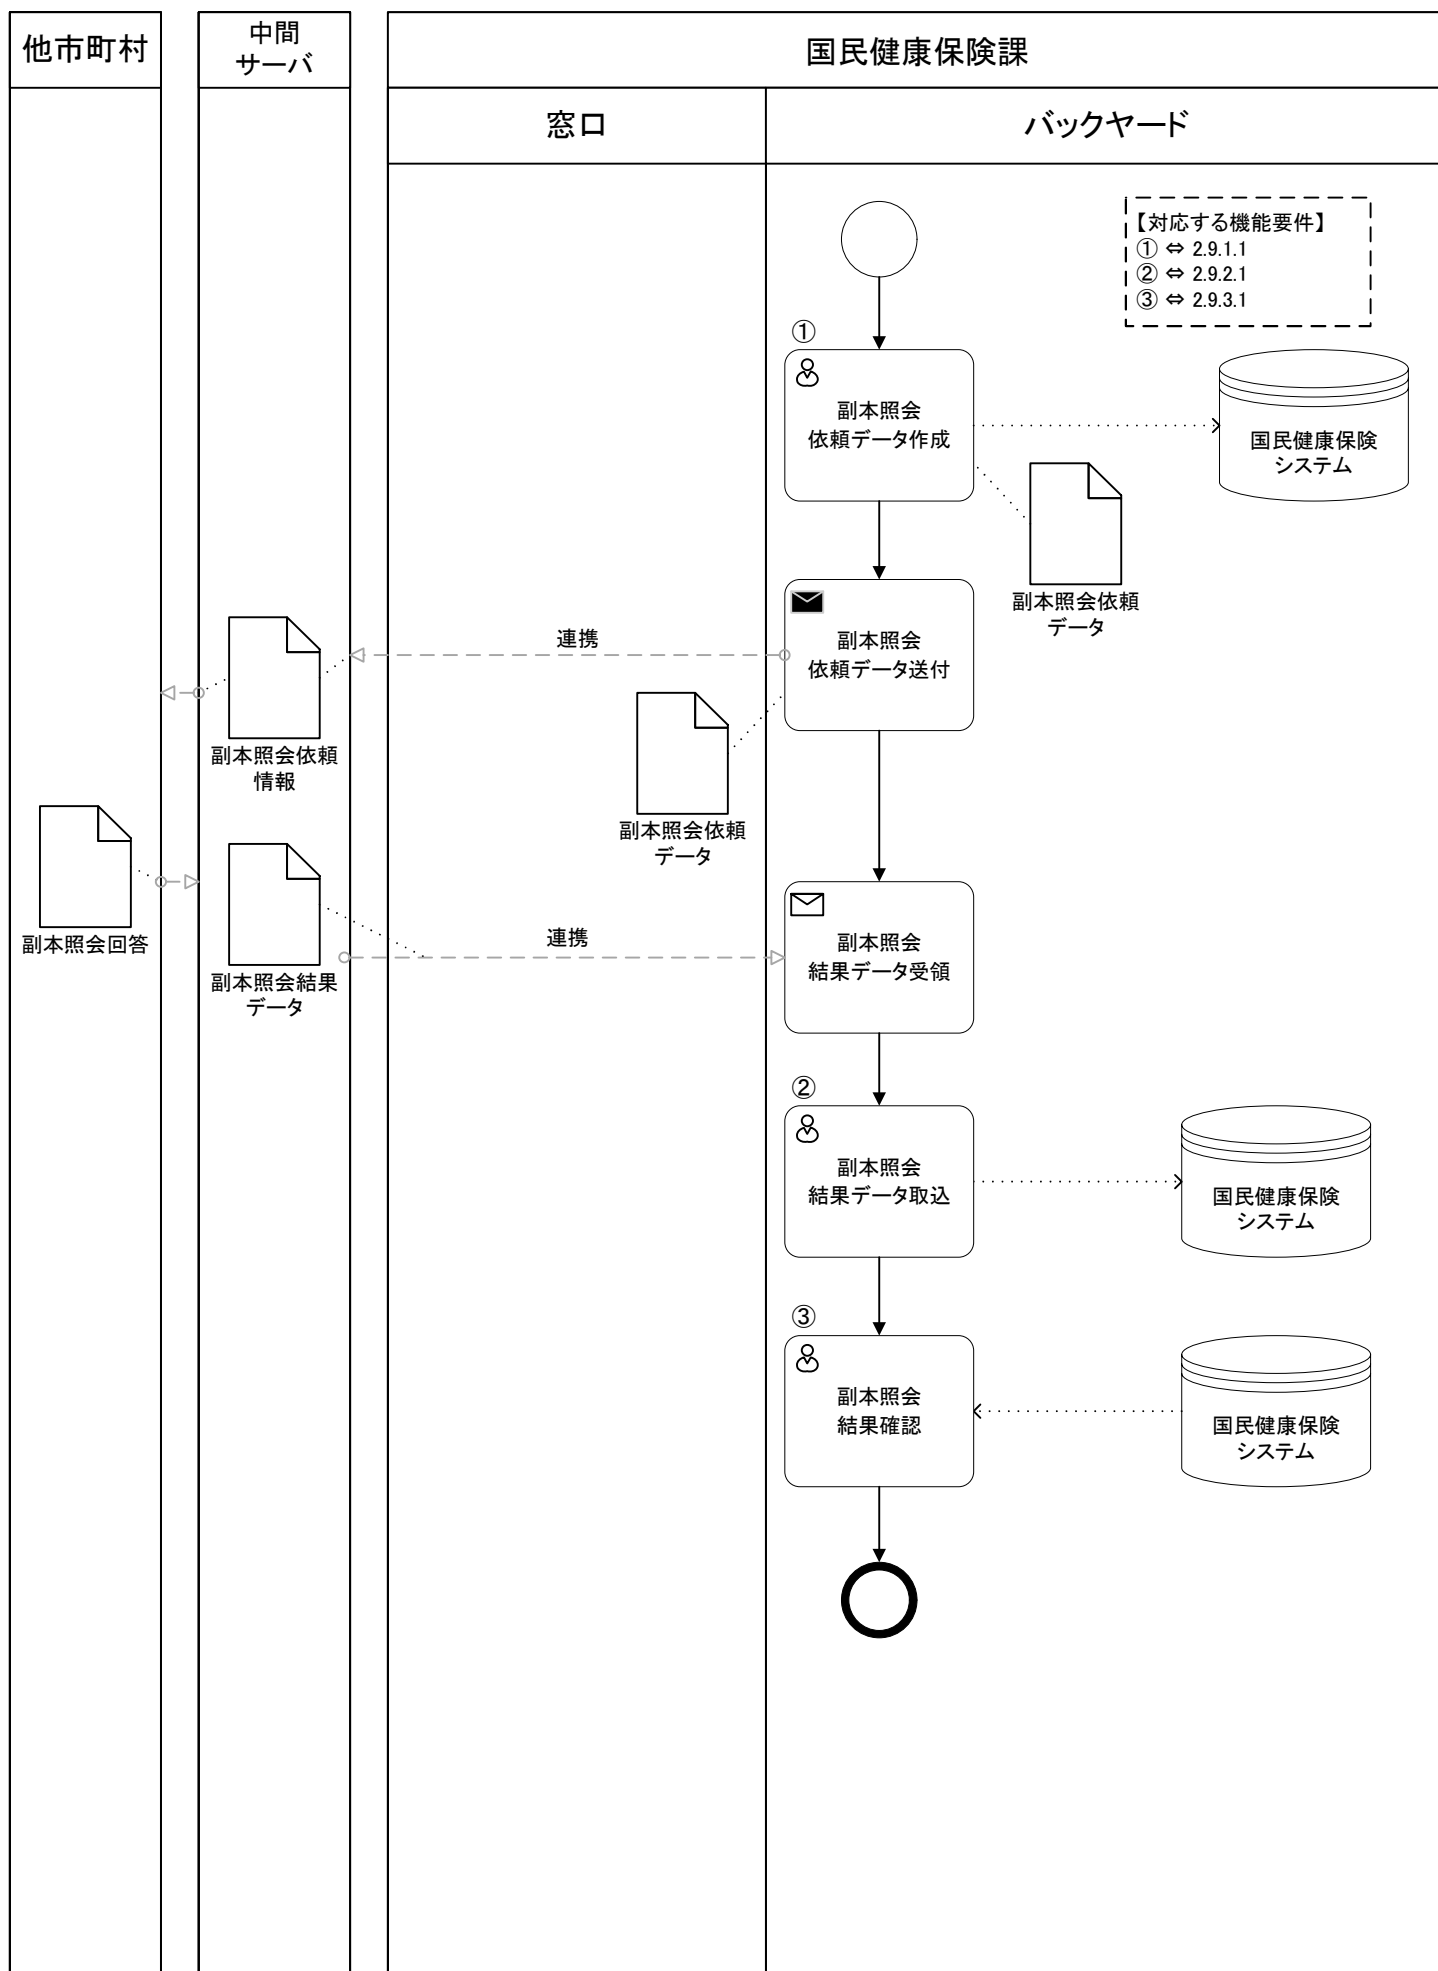 他市町村
中間
サーバ
国民健康保険課
窓口
バックヤード
【対応する機能要件】
① ⇔ 2.9.1.1
② ⇔ 2.9.2.1
③ ⇔ 2.9.3.1
①
副本照会
依頼データ作成
国民健康保険
システム
副本照会依頼
データ
副本照会
依頼データ送付
連携
副本照会依頼
情報
副本照会依頼
データ
副本照会回答
副本照会結果
データ
連携
副本照会
結果データ受領
②
副本照会
結果データ取込
国民健康保険
システム
③
副本照会
結果確認
国民健康保険
システム